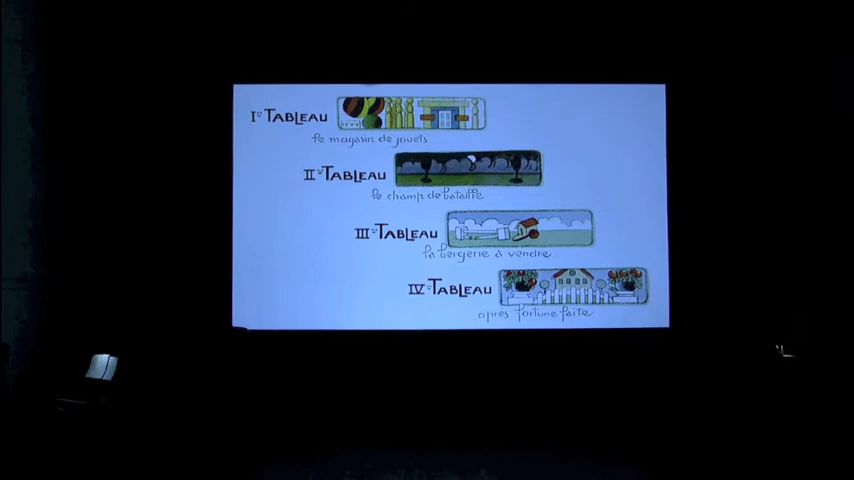 Iᵉʳ TABLEAU
le magasin de jouets
IIᵉ TABLEAU
le champ de bataille
IIIᵉ TABLEAU
la bergerie à vendre
IVᵉ TABLEAU
après fortune faite